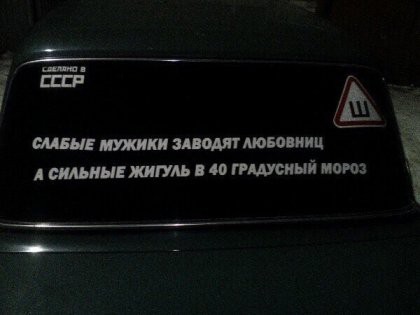 СДЕЛАНО В
СССР
Ш
СЛАБЫЕ МУЖИКИ ЗАВОДЯТ ЛЮБОВНИЦ
А СИЛЬНЫЕ ЖИГУЛЬ В 40 ГРАДУСНЫЙ МОРОЗ